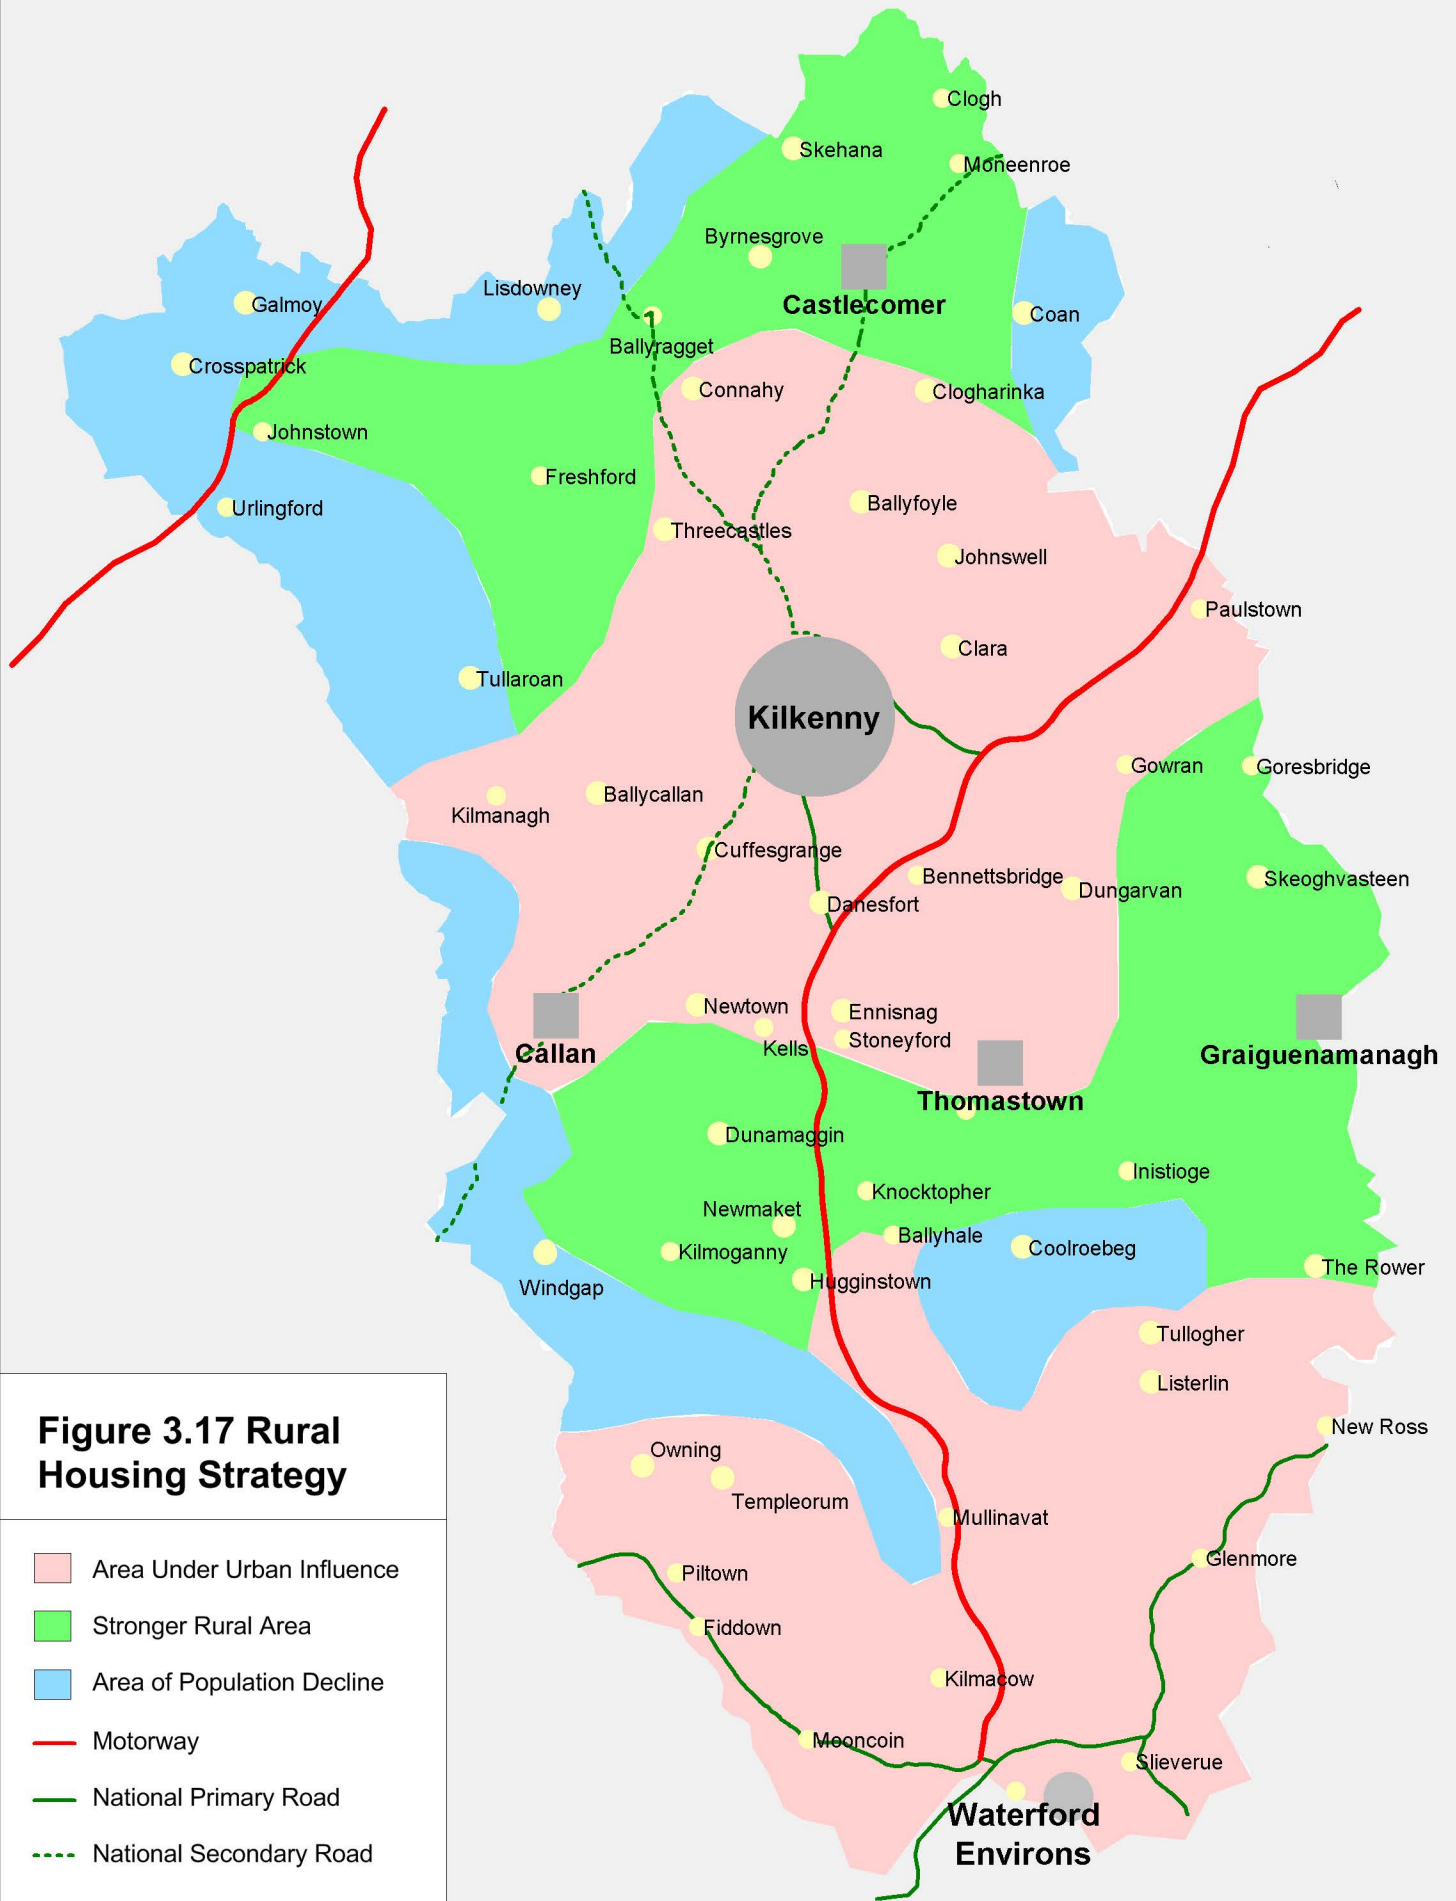 Clogh
Skehana
Moneenroe
Byrnesgrove
Castlecomer
Lisdowney
Galmoy
Coan
Ballyragget
Crosspatrick
Connahy
Clogharinka
Johnstown
Freshford
Ballyfoyle
Urlingford
Threecastles
Johnswell
Paulstown
Clara
Tullaroan
Kilkenny
Gowran
Goresbridge
Ballycallan
Kilmanagh
Cuffesgrange
Bennettsbridge
Skeoghvasteen
Dungarvan
Danesfort
Newtown
Ennisnag
Stoneyford
Kells
Callan
Graiguenamanagh
Thomastown
Dunamaggin
Inistioge
Knocktopher
Newmaket
Ballyhale
Coolroebeg
Kilmoganny
The Rower
Hugginstown
Windgap
Tullogher
Listerlin
New Ross
Owning
Templeorum
Mullinavat
Glenmore
Piltown
Fiddown
Kilmacow
Mooncoin
Slieverue
Waterford
Environs
Figure 3.17 Rural
Housing Strategy
Area Under Urban Influence
Stronger Rural Area
Area of Population Decline
Motorway
National Primary Road
National Secondary Road